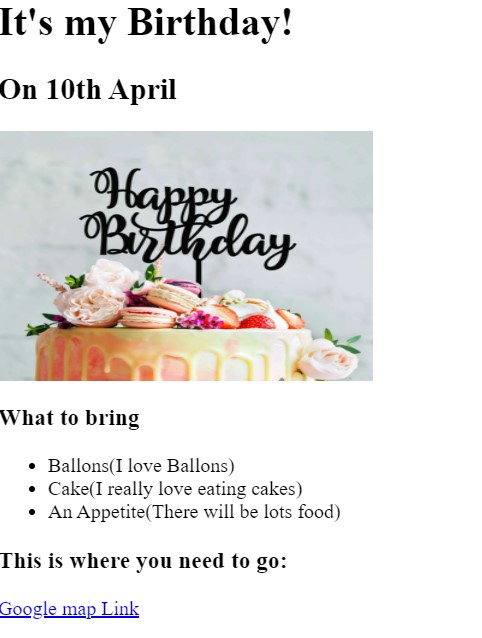 It's my Birthday!
On 10th April
Happy
Birthday
What to bring
Ballons(I love Ballons)
Cake(I really love eating cakes)
An Appetite(There will be lots food)
This is where you need to go:
Google map Link